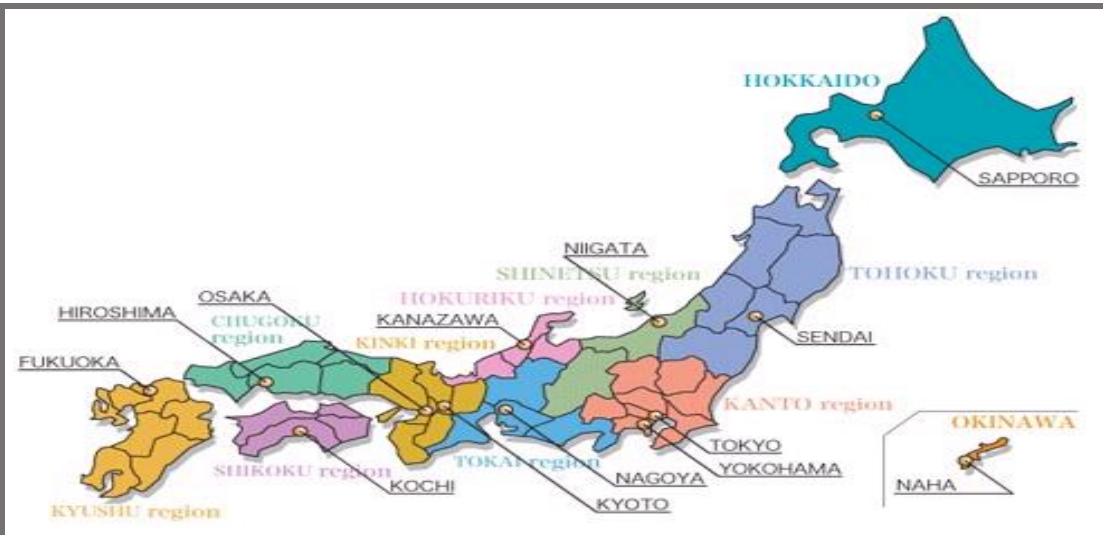 HOKKAIDO
SAPPORO
NIIGATA
SHINETSU region
TOHOKU region
OSAKA
HOKURIKU region
HIROSHIMA
CHUGOKU
region
KANAZAWA
KINKI region
SENDAI
FUKUOKA
KANTO region
OKINAWA
TOKYO
SHIKOKU region
TOKAI region
YOKOHAMA
KOCHI
NAGOYA
NAHA
KYOTO
KYUSHU region